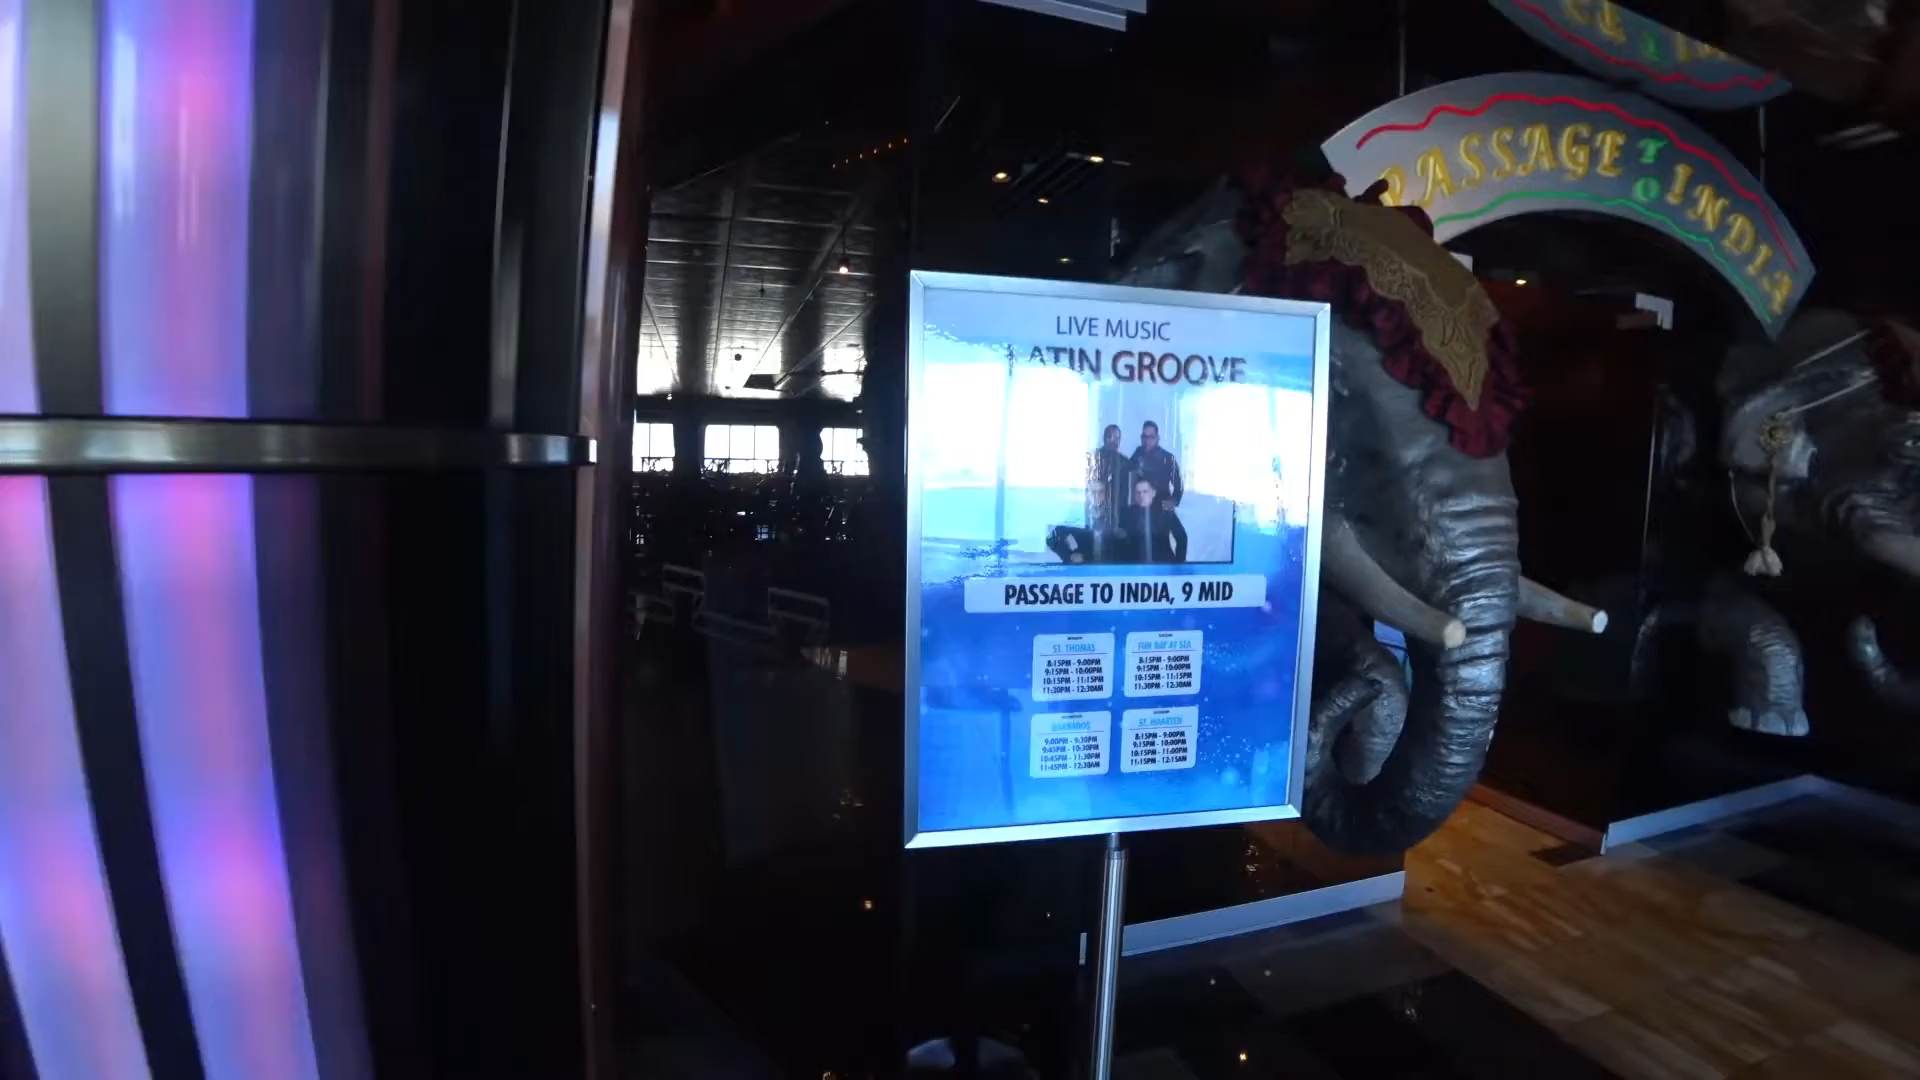 PASSAGE TO INDIA
LIVE MUSIC
LATIN GROOVE
PASSAGE TO INDIA, 9 MID
ST. THOMAS
8:15PM - 9:00PM
9:15PM - 10:00PM
10:15PM - 11:15PM
11:30PM - 12:30AM
FUN DAY AT SEA
8:15PM - 9:00PM
9:15PM - 10:00PM
10:15PM - 11:15PM
11:30PM - 12:30AM
BARBADOS
9:00PM - 9:30PM
9:45PM - 10:30PM
10:45PM - 11:30PM
11:45PM - 12:30AM
ST. MAARTEN
8:15PM - 9:00PM
9:15PM - 10:00PM
10:15PM - 11:00PM
11:15PM - 12:15AM